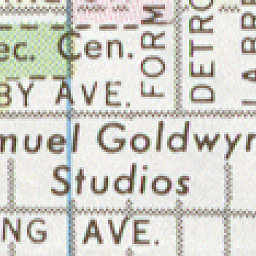 ec. Cen.
FORM
DETRO
LA BRE
BY AVE.
muel Goldwyn
Studios
NG AVE.